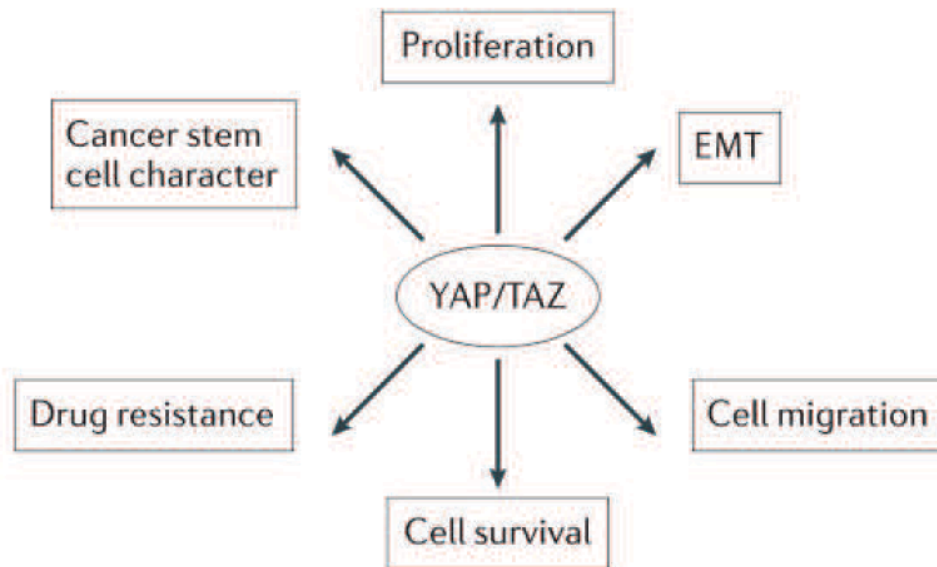 Proliferation
Cancer stem
cell character
EMT
YAP/TAZ
Drug resistance
Cell migration
Cell survival